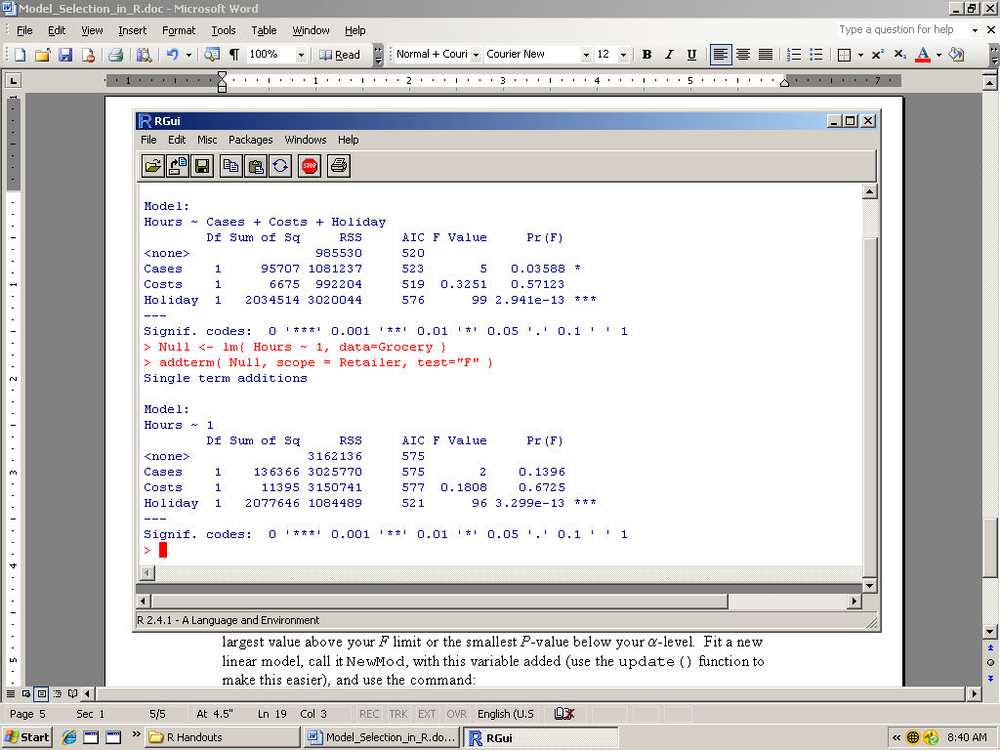 Model_Selection_in_R.doc - Microsoft Word
File Edit View Insert Format Tools Table Window Help Type a question for help
100% Read Normal + Couri Courier New 12 B I U
1 1 2 3 4 5 7
RGui
File Edit Misc Packages Windows Help
STOP
Model:
Hours ~ Cases + Costs + Holiday
Df Sum of Sq RSS AIC F Value Pr(F)
<none> 985530 520
Cases 1 95707 1081237 523 5 0.03588 *
Costs 1 6675 992204 519 0.3251 0.57123
Holiday 1 2034514 3020044 576 99 2.941e-13 ***
---
Signif. codes: 0 '***' 0.001 '**' 0.01 '*' 0.05 '.' 0.1 ' ' 1
> Null <- lm( Hours ~ 1, data=Grocery )
> addterm( Null, scope = Retailer, test="F" )
Single term additions
Model:
Hours ~ 1
Df Sum of Sq RSS AIC F Value Pr(F)
<none> 3162136 575
Cases 1 136366 3025770 575 2 0.1396
Costs 1 11395 3150741 577 0.1808 0.6725
Holiday 1 2077646 1084489 521 96 3.299e-13 ***
---
Signif. codes: 0 '***' 0.001 '**' 0.01 '*' 0.05 '.' 0.1 ' ' 1
>
R 2.4.1 - A Language and Environment
largest value above your F limit or the smallest P-value below your α-level. Fit a new
linear model, call it NewMod, with this variable added (use the update() function to
make this easier), and use the command:
Page 5 Sec 1 5/5 At 4.5" Ln 19 Col 3 REC TRK EXT OVR English (U.S
Start R Handouts Model_Selection_in_R.do... RGui 8:40 AM